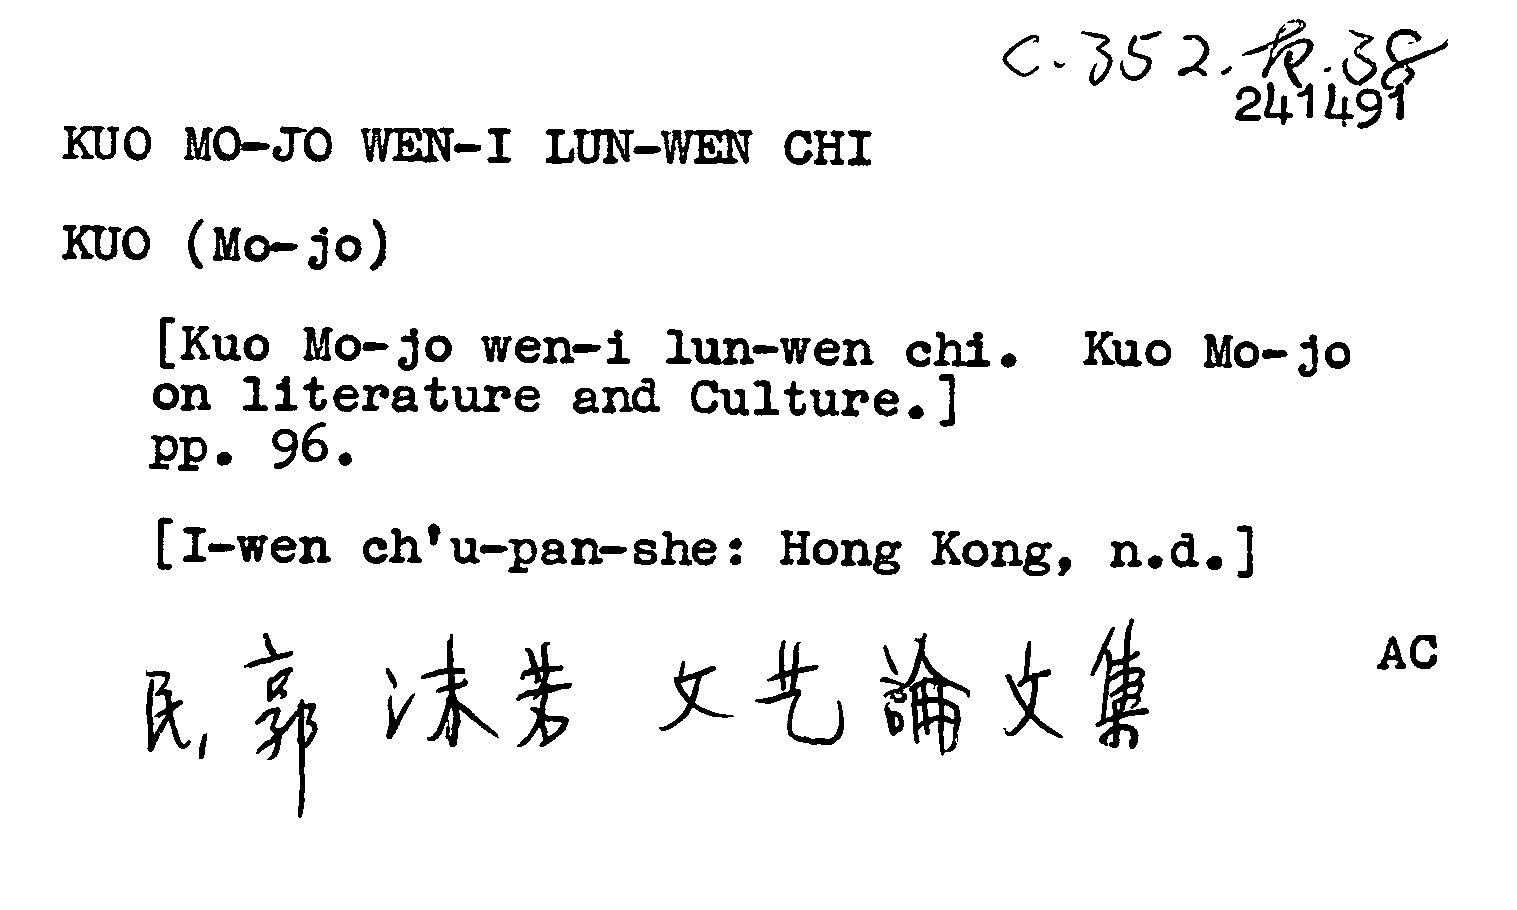 C.352.夜.38
241491
KUO MO-JO WEN-I LUN-WEN CHI
KUO (Mo-jo)
[Kuo Mo-jo wen-i lun-wen chi. Kuo Mo-jo
on literature and Culture.]
pp. 96.
[I-wen ch'u-pan-she: Hong Kong, n.d.]
AC
民, 郭 沫 若 文 艺 論 文 集